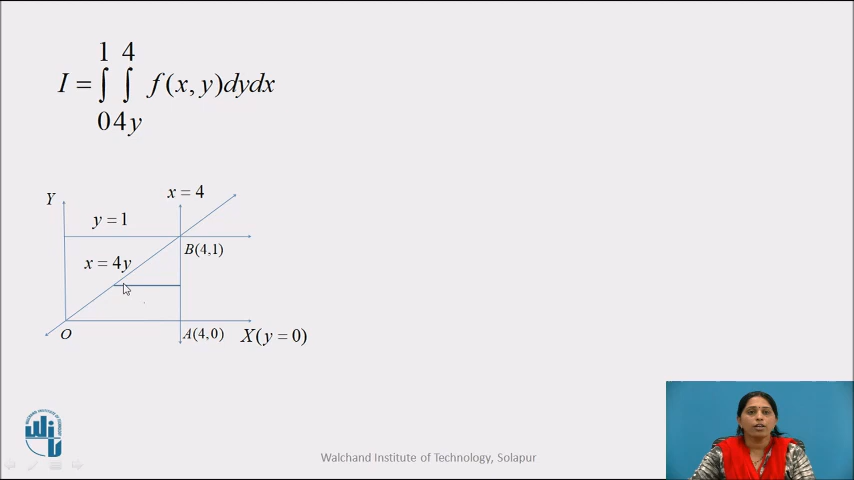 1 4
I = ∫ ∫ f(x, y)dydx
0 4y
Y
x = 4
y = 1
B(4,1)
x = 4y
O
A(4,0)
X(y = 0)
Walchand Institute of Technology, Solapur